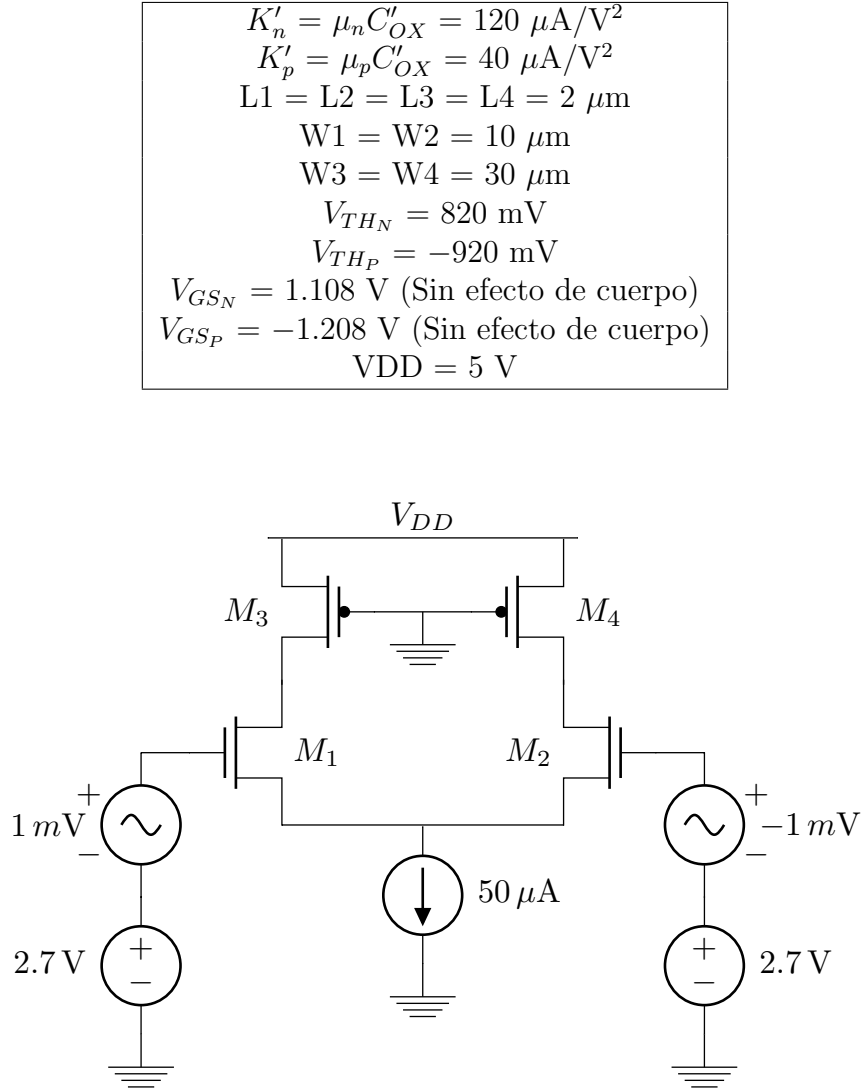 K′n = μnC′OX = 120 μA/V²
K′p = μpC′OX = 40 μA/V²
L1 = L2 = L3 = L4 = 2 μm
W1 = W2 = 10 μm
W3 = W4 = 30 μm
VTHN = 820 mV
VTHP = −920 mV
VGSN = 1.108 V (Sin efecto de cuerpo)
VGSP = −1.208 V (Sin efecto de cuerpo)
VDD = 5 V
VDD
M3
M4
M1
M2
+
1 mV
−
+
−1 mV
−
50 μA
2.7 V
+
−
+
−
2.7 V